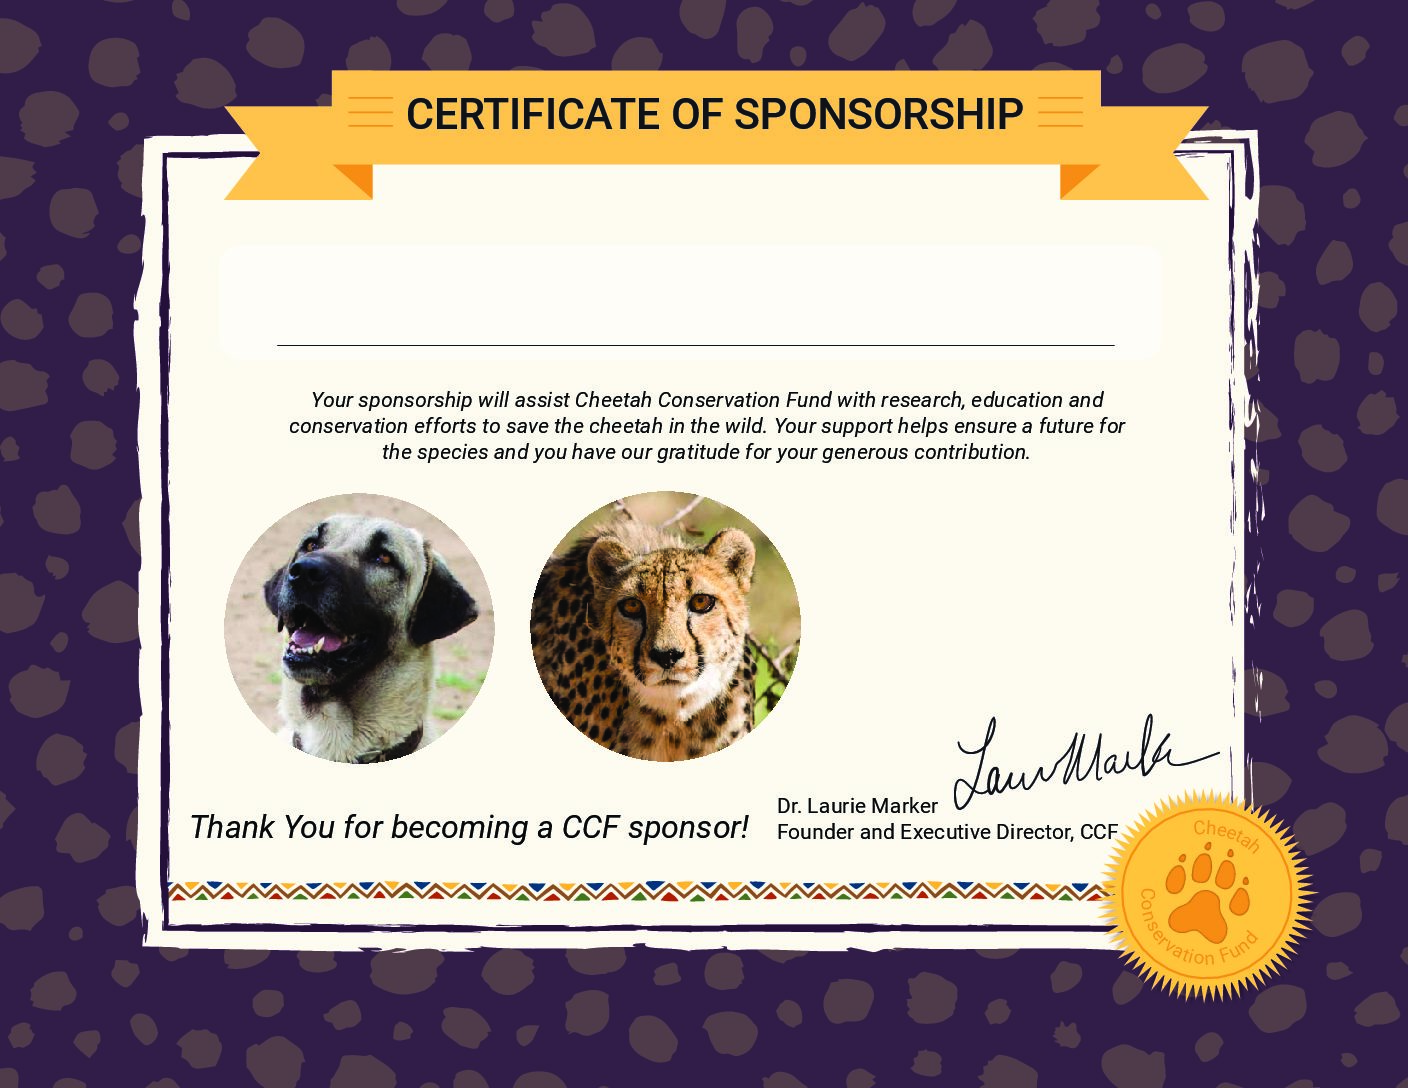 CERTIFICATE OF SPONSORSHIP
Your sponsorship will assist Cheetah Conservation Fund with research, education and
conservation efforts to save the cheetah in the wild. Your support helps ensure a future for
the species and you have our gratitude for your generous contribution.
Laurie Marker
Dr. Laurie Marker
Thank You for becoming a CCF sponsor!
Founder and Executive Director, CCF
Cheetah
Conservation Fund